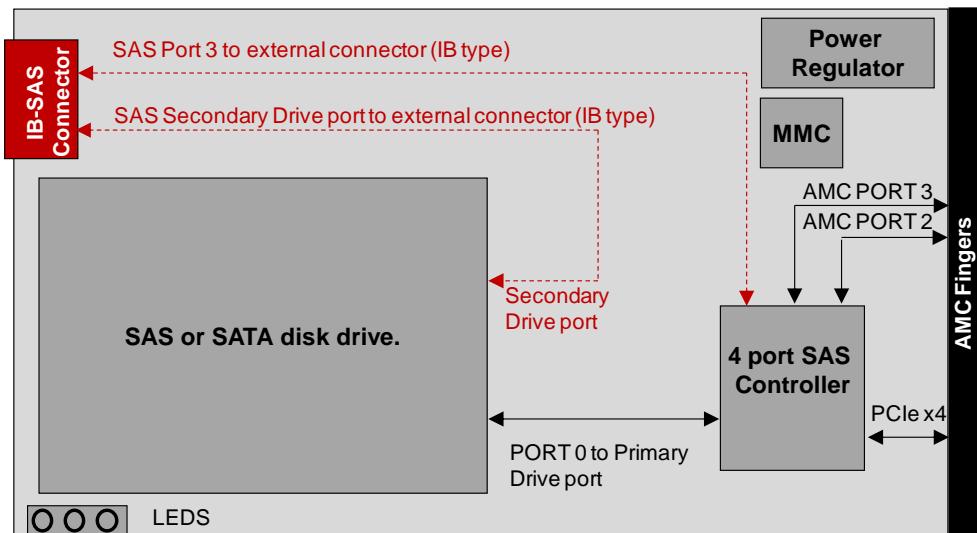 SAS Port 3 to external connector (IB type)
Power
Regulator
IB-SAS
Connector
SAS Secondary Drive port to external connector (IB type)
MMC
AMC PORT 3
AMC PORT 2
AMC Fingers
Secondary
Drive port
SAS or SATA disk drive.
4 port SAS
Controller
PCIe x4
PORT 0 to Primary
Drive port
LEDS